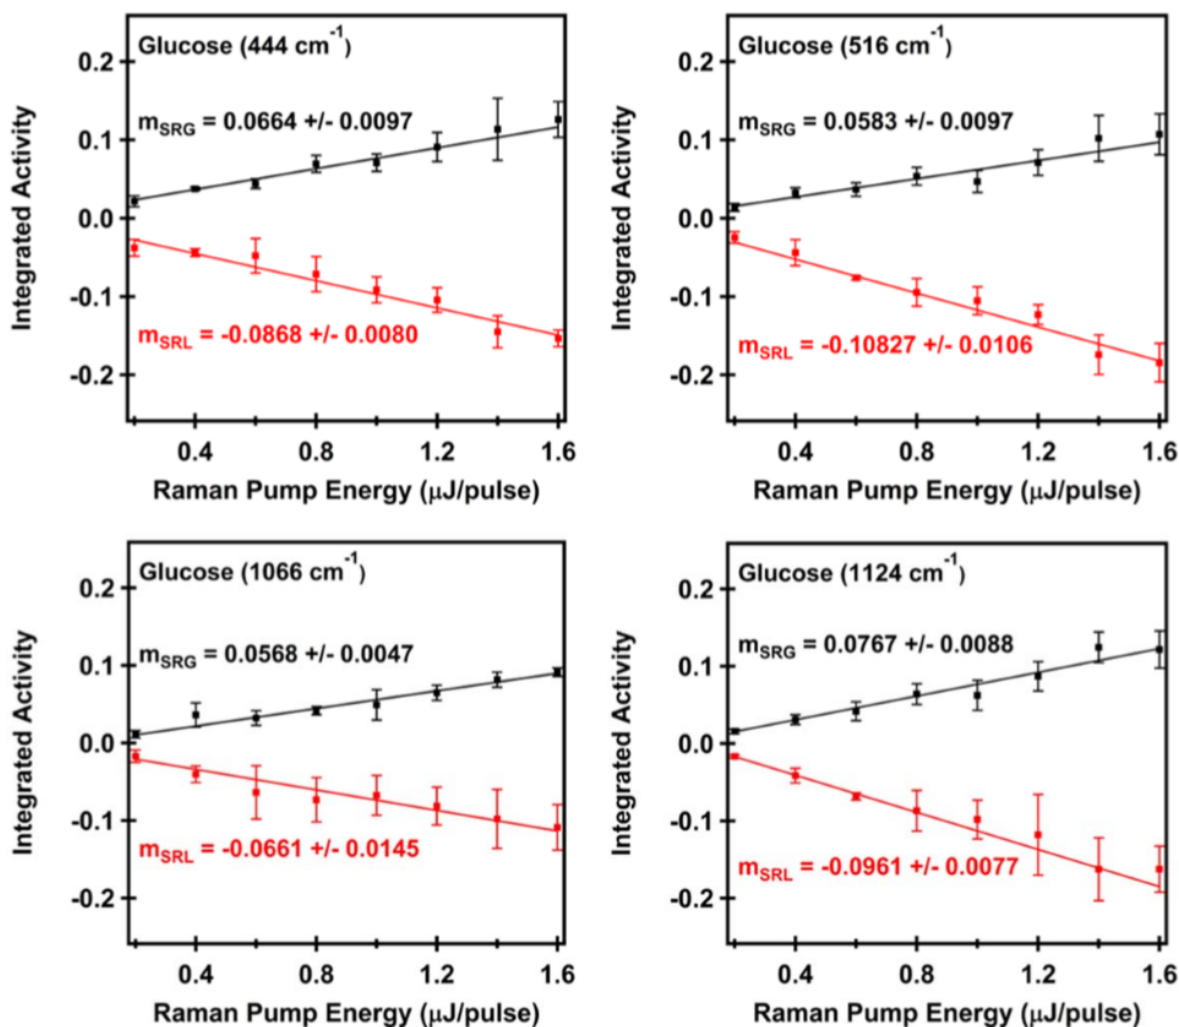 Glucose (444 cm-1)
mSRG = 0.0664 +/- 0.0097
mSRL = -0.0868 +/- 0.0080
Integrated Activity
0.2
0.1
0.0
-0.1
-0.2
0.4 0.8 1.2 1.6
Raman Pump Energy (μJ/pulse)
Glucose (516 cm-1)
mSRG = 0.0583 +/- 0.0097
mSRL = -0.10827 +/- 0.0106
Integrated Activity
0.2
0.1
0.0
-0.1
-0.2
0.4 0.8 1.2 1.6
Raman Pump Energy (μJ/pulse)
Glucose (1066 cm-1)
mSRG = 0.0568 +/- 0.0047
mSRL = -0.0661 +/- 0.0145
Integrated Activity
0.2
0.1
0.0
-0.1
-0.2
0.4 0.8 1.2 1.6
Raman Pump Energy (μJ/pulse)
Glucose (1124 cm-1)
mSRG = 0.0767 +/- 0.0088
mSRL = -0.0961 +/- 0.0077
Integrated Activity
0.2
0.1
0.0
-0.1
-0.2
0.4 0.8 1.2 1.6
Raman Pump Energy (μJ/pulse)